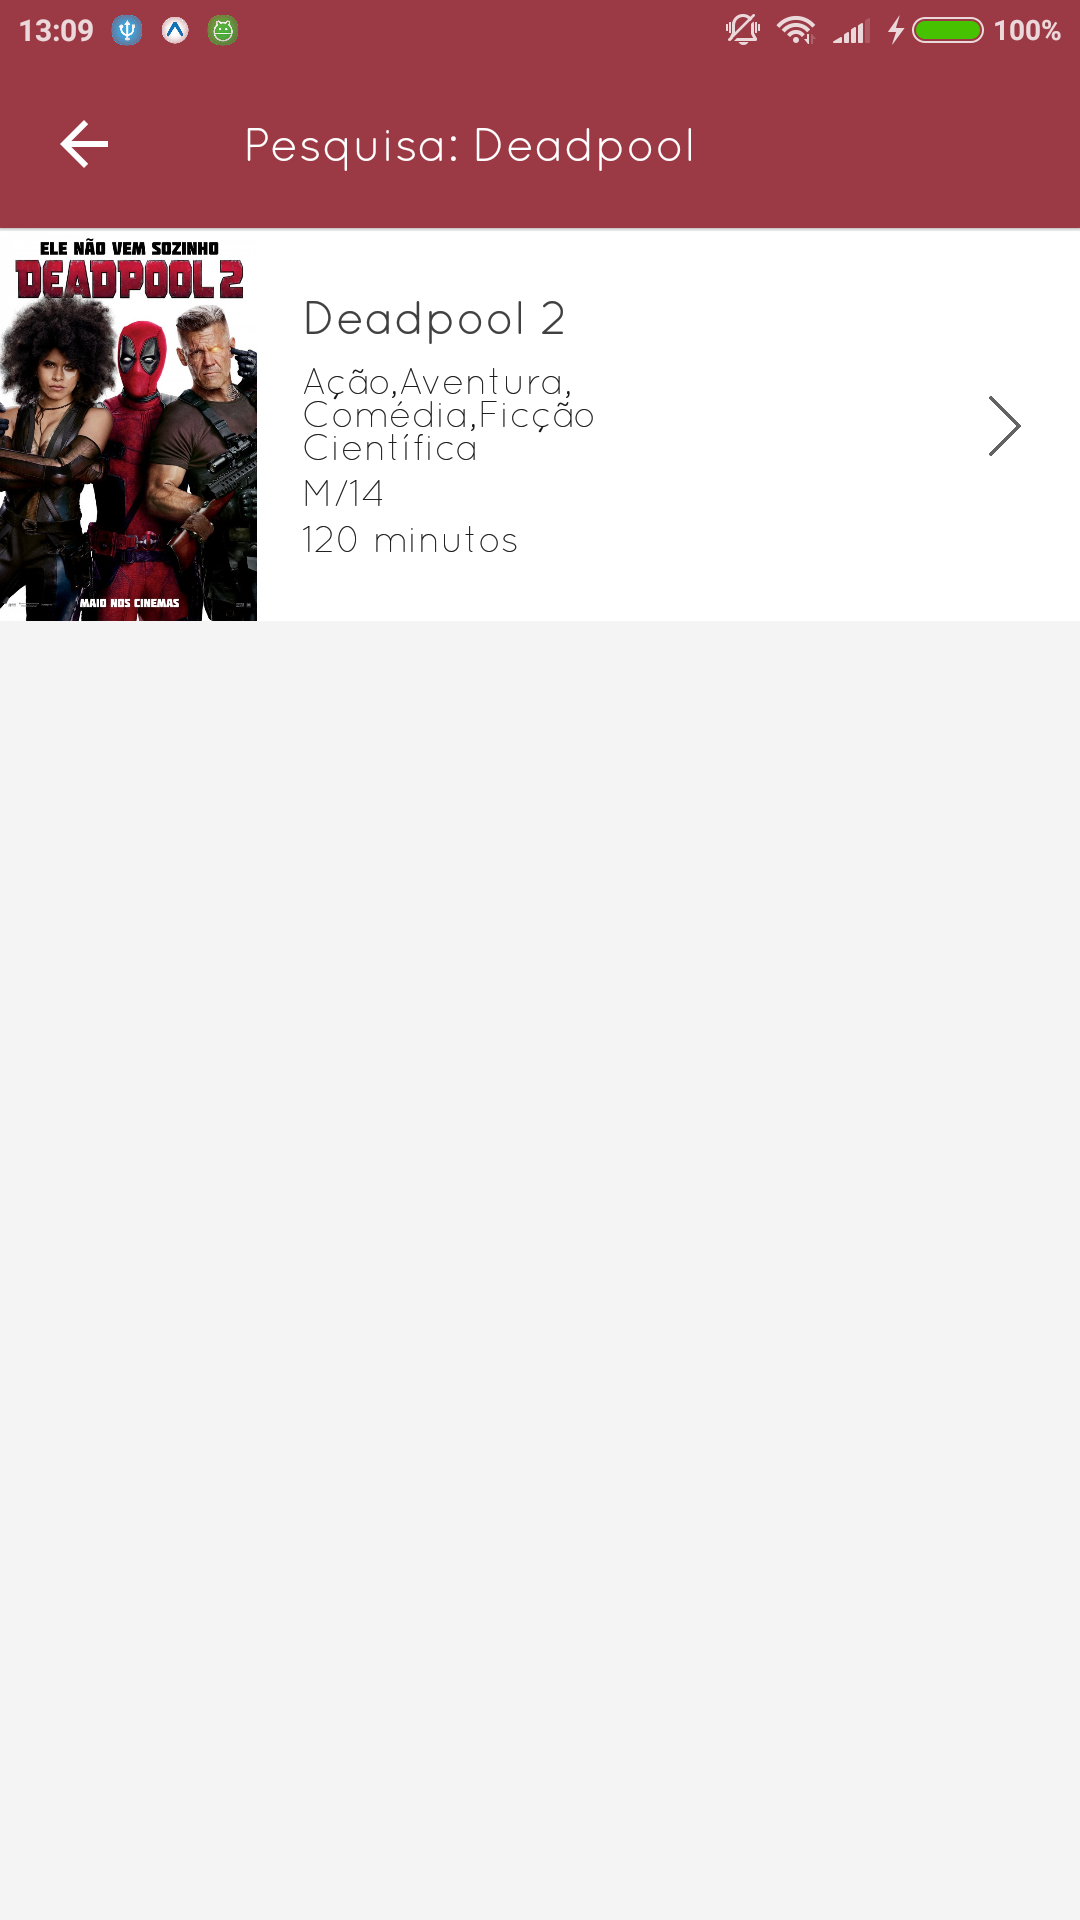 13:09 100%
Pesquisa: Deadpool
ELE NÃO VEM SOZINHO
DEADPOOL 2
MAIO NOS CINEMAS
Deadpool 2
Ação,Aventura,
Comédia,Ficção
Científica
M/14
120 minutos